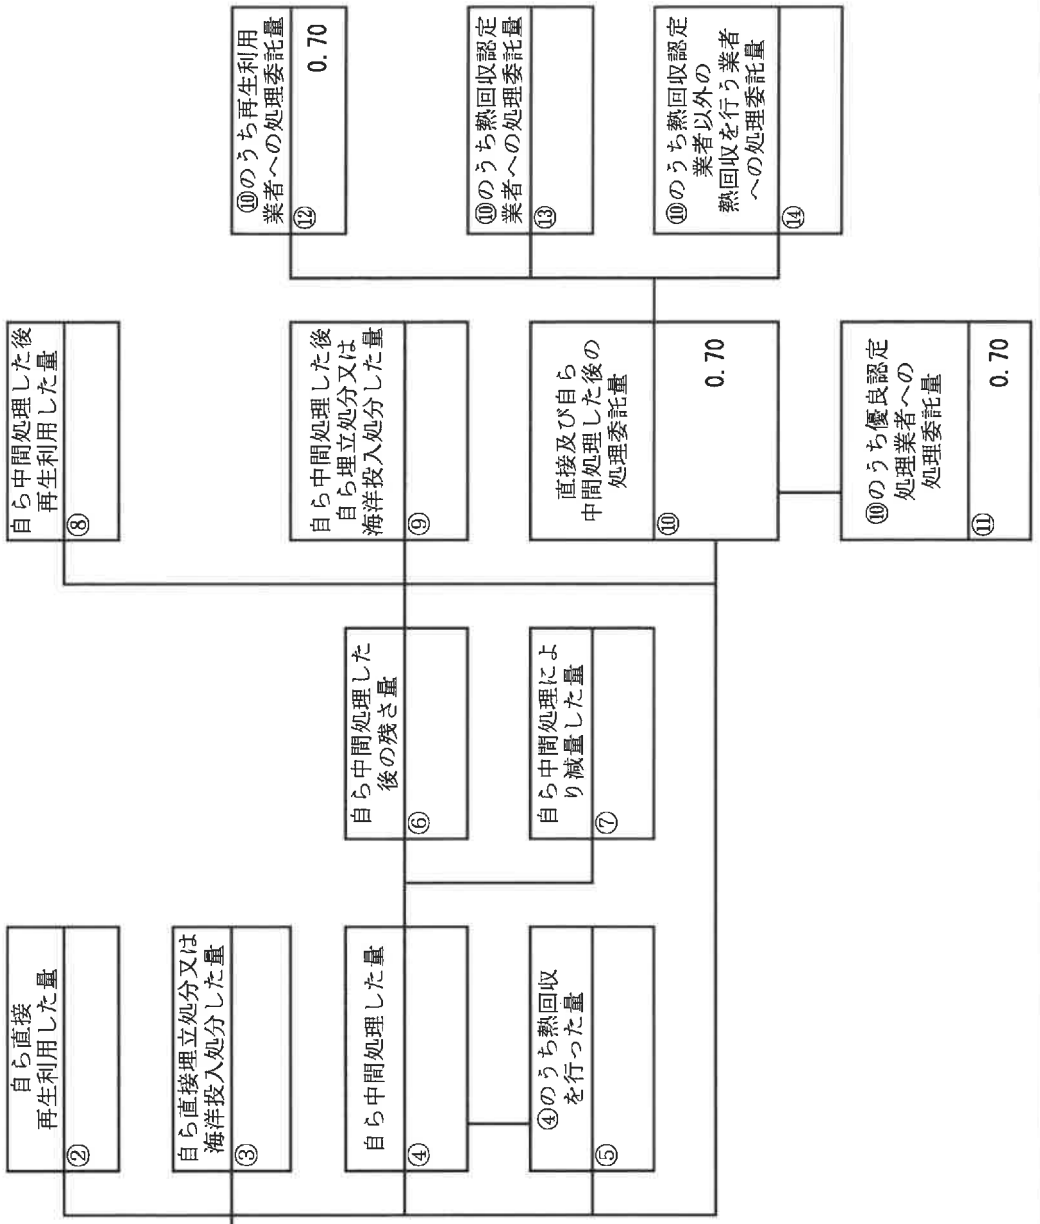 自ら直接
再生利用した量
②
自ら直接埋立処分又は
海洋投入処分した量
③
自ら中間処理した量
④
④のうち熱回収
を行った量
⑤
自ら中間処理した
後の残さ量
⑥
自ら中間処理によ
り減量した量
⑦
自ら中間処理した後
再生利用した量
⑧
自ら中間処理した後
自ら埋立処分又は
海洋投入処分した量
⑨
直接及び自ら
中間処理した後の
処理委託量
⑩
0.70
⑩のうち優良認定
処理業者への
処理委託量
⑪
0.70
⑩のうち再生利用
業者への処理委託量
⑫
0.70
⑩のうち熱回収認定
業者への処理委託量
⑬
⑩のうち熱回収認定
業者以外の
熱回収を行う業者
への処理委託量
⑭